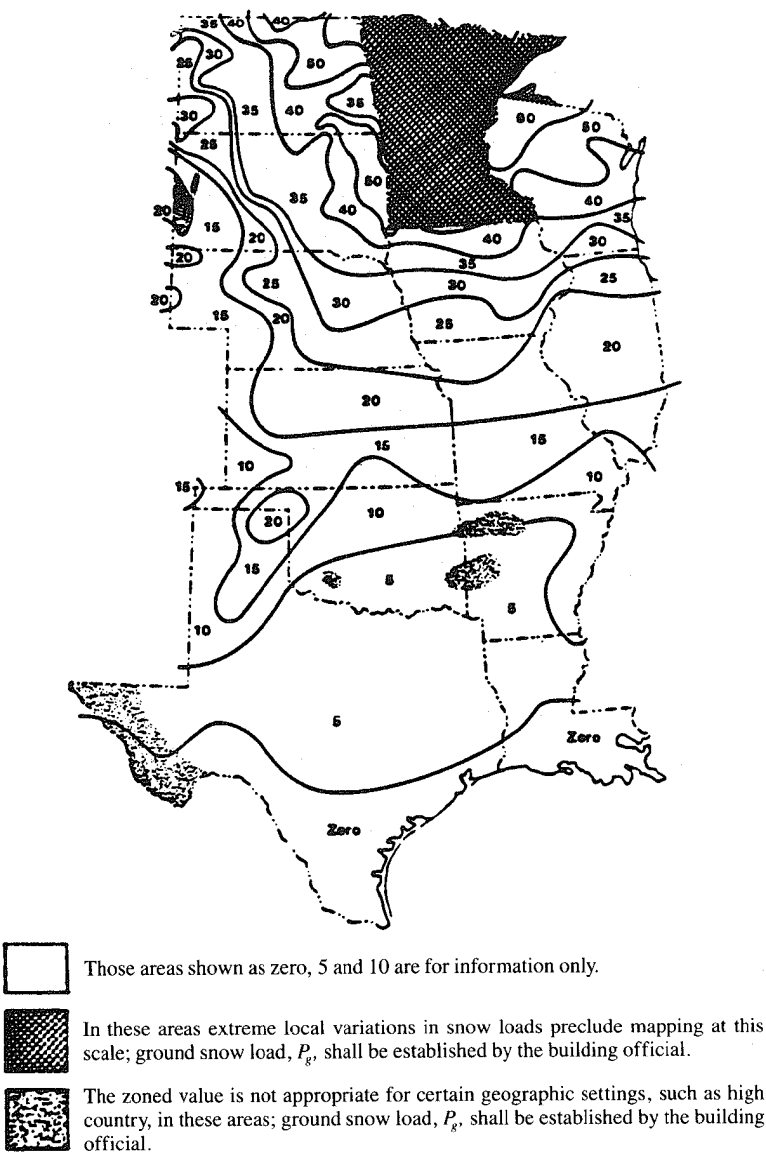 35 40 40
25 30 50
35 40 35
30 60 50
25
50
35 40 40
20 15 20 35
40 30
20 35
25 30 25
20 30
15 20 25
20
20
15 15
10 10
15
20 10
15 5 5
10
5
Zero
Zero
Those areas shown as zero, 5 and 10 are for information only.
In these areas extreme local variations in snow loads preclude mapping at this
scale; ground snow load, Pg, shall be established by the building official.
The zoned value is not appropriate for certain geographic settings, such as high
country, in these areas; ground snow load, Pg, shall be established by the building
official.